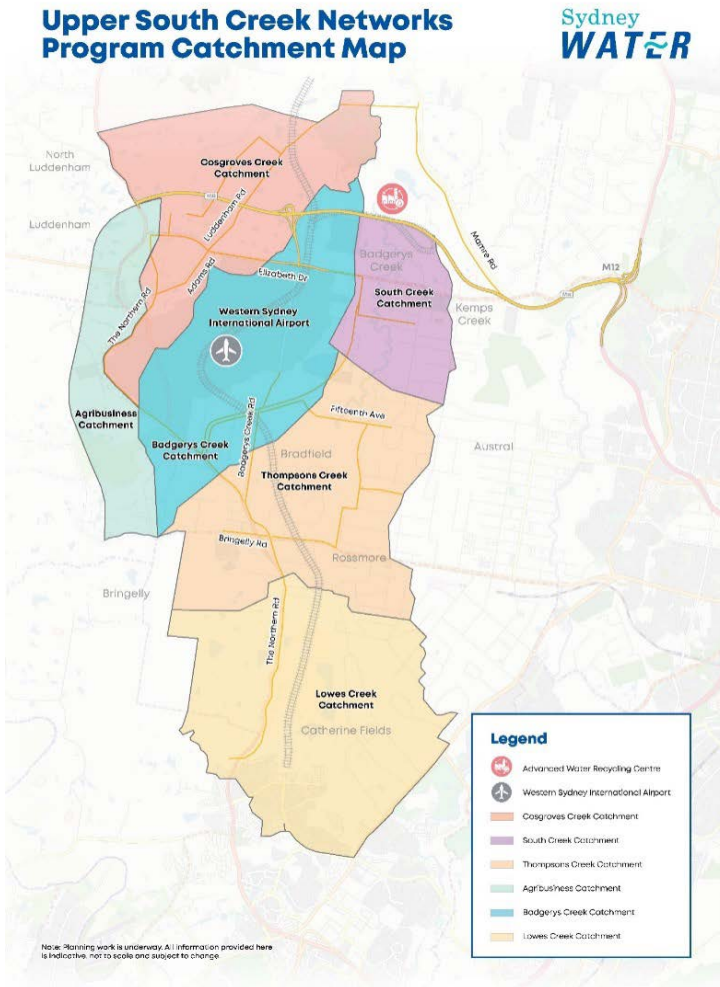 Upper South Creek Networks
Program Catchment Map
Sydney
WATER
North
Luddenham
Cosgroves Creek
Catchment
Luddenham
Luddenham Rd
Mamre Rd
Badgerys
Creek
M12
Elizabeth Dr
Adams Rd
South Creek
Catchment
Kemps
Creek
The Northern Rd
Western Sydney
International Airport
Agribusiness
Catchment
Fifteenth Ave
Badgerys Creek Rd
Badgerys Creek
Catchment
Bradfield
Austral
Thompsons Creek
Catchment
Bringelly Rd
Rossmore
Bringelly
The Northern Rd
Lowes Creek
Catchment
Catherine Fields
Legend
Advanced Water Recycling Centre
Western Sydney International Airport
Cosgroves Creek Catchment
South Creek Catchment
Thompsons Creek Catchment
Agribusiness Catchment
Badgerys Creek Catchment
Lowes Creek Catchment
Note: Planning work is underway. All information provided here
is indicative, not to scale and subject to change.